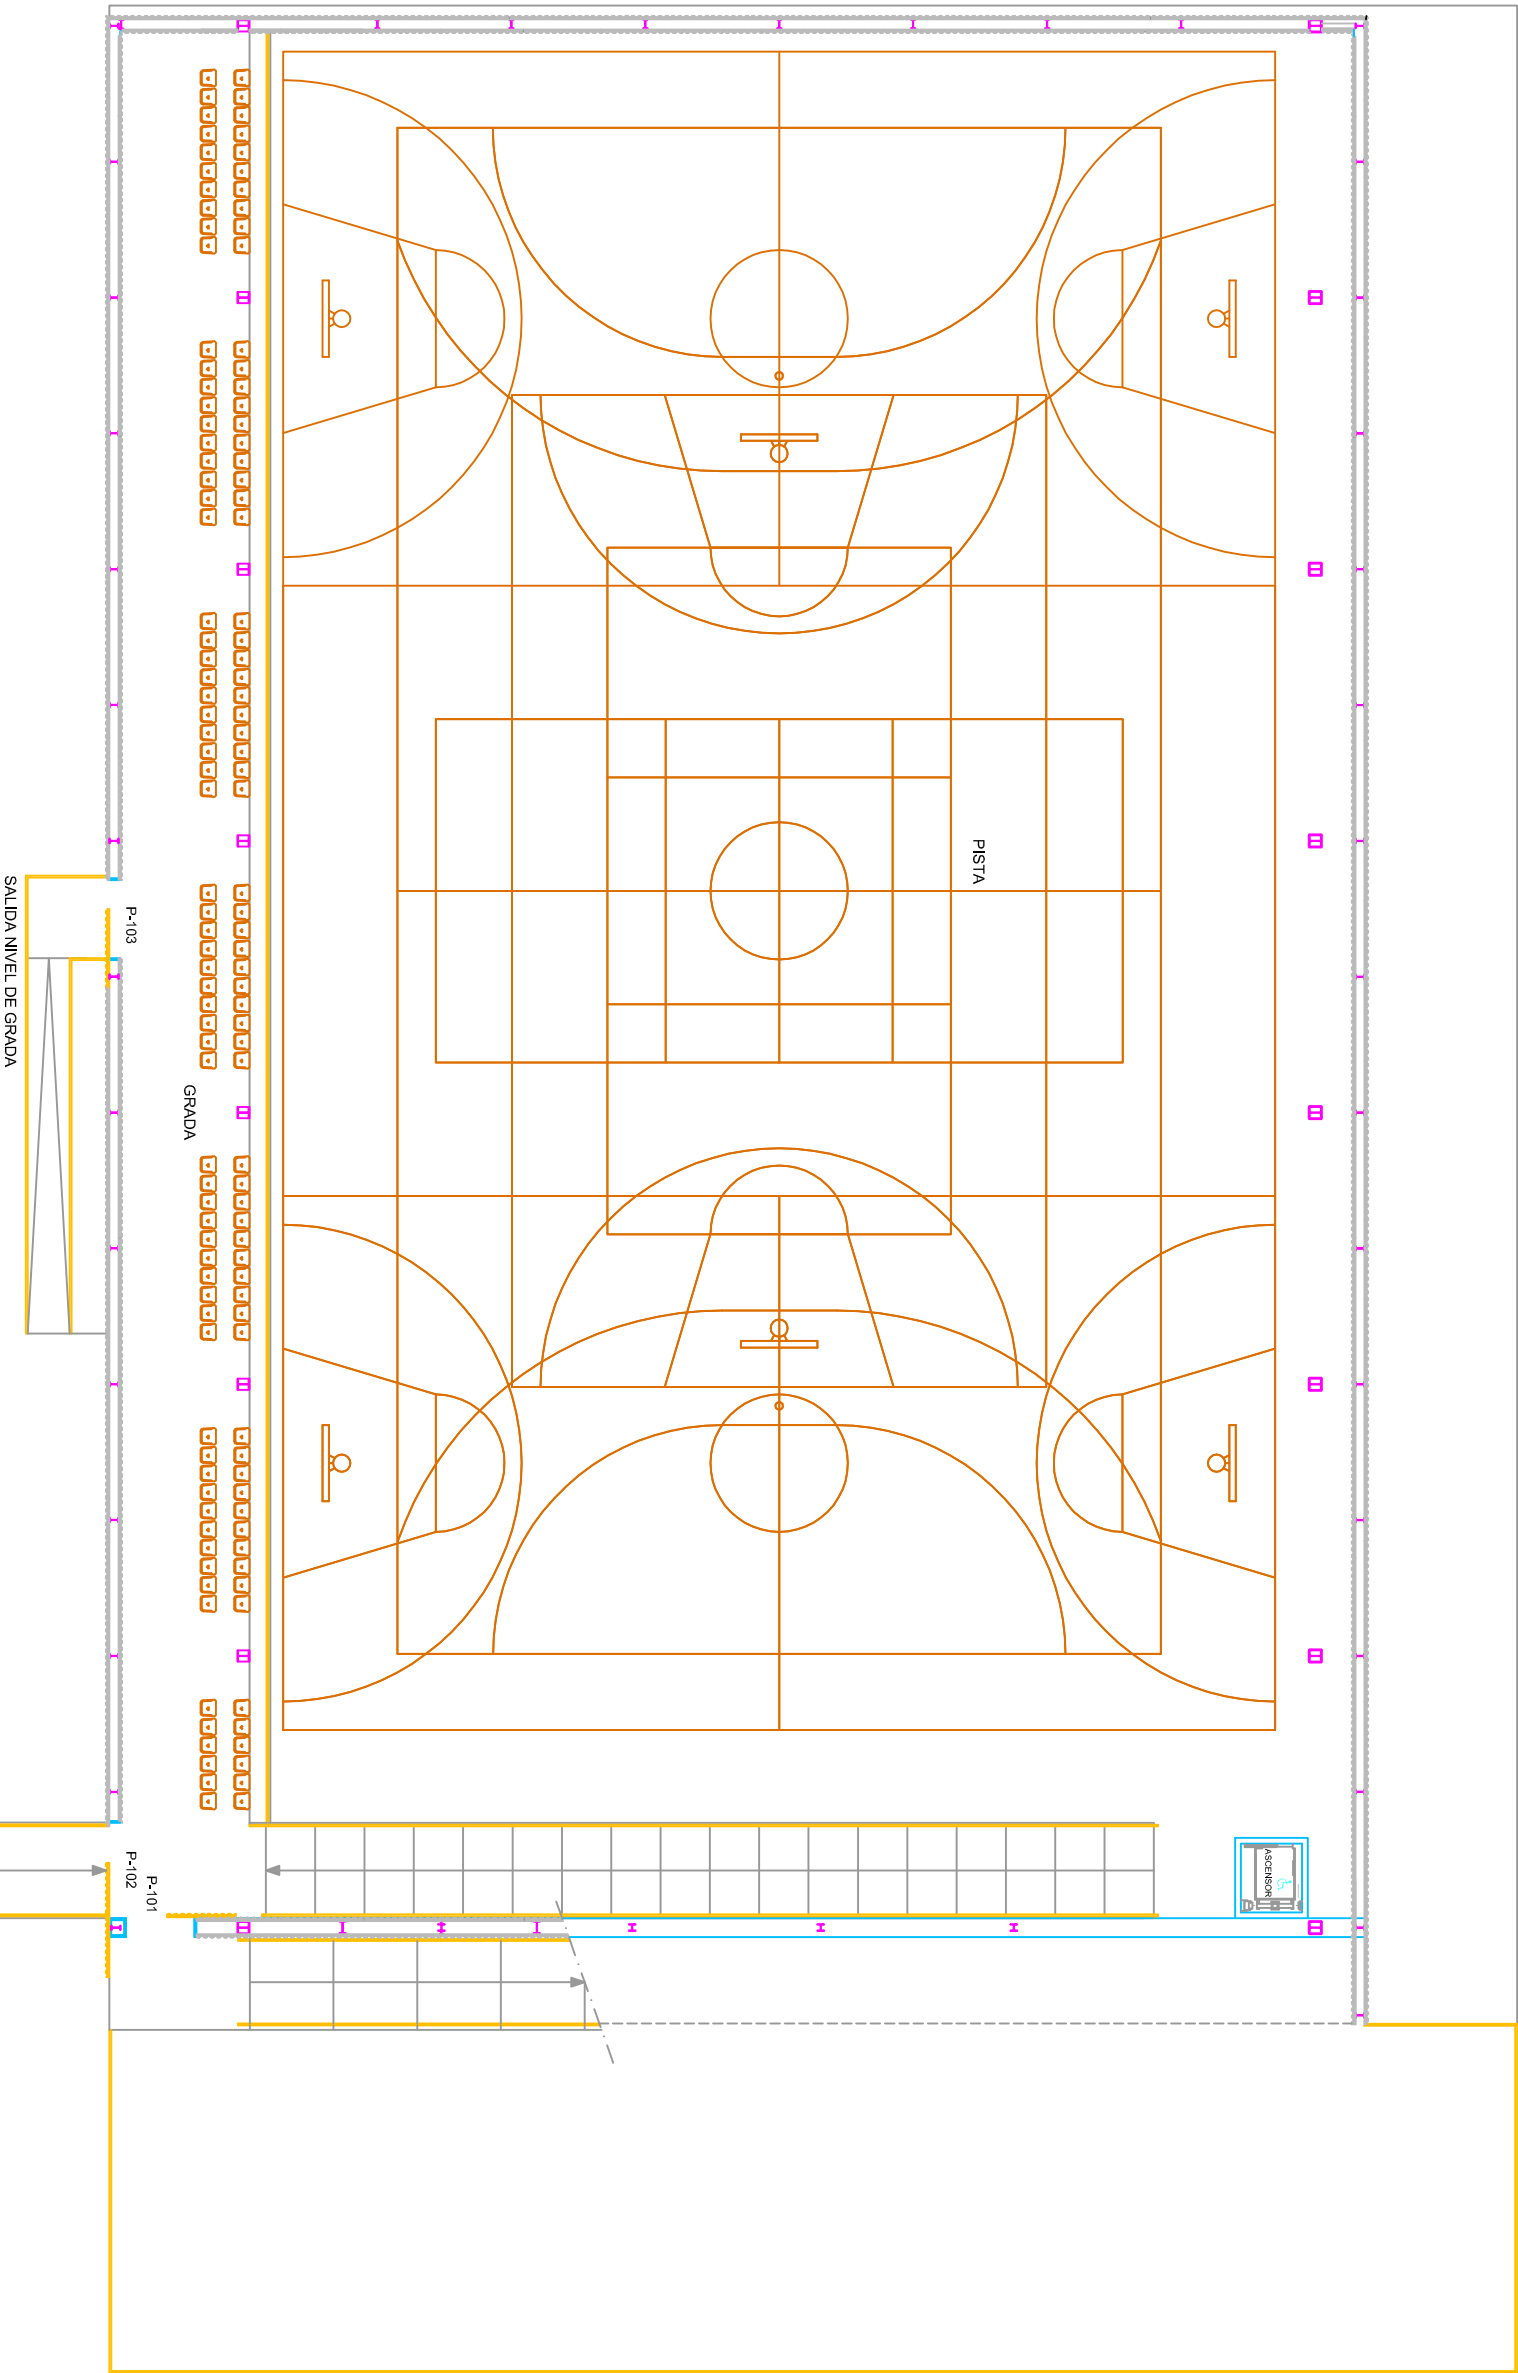 PISTA
P-103
SALIDA NIVEL DE GRADA
GRADA
ASCENSOR
P-102
P-101